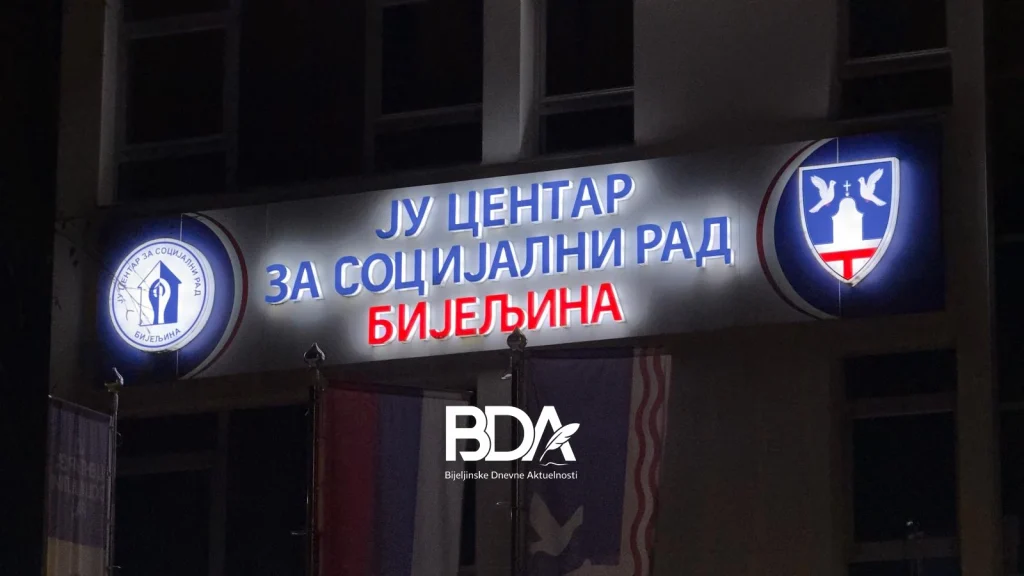 ЈУ ЦЕНТАР
ЗА СОЦИЈАЛНИ РАД
БИЈЕЉИНА
ЈУ ЦЕНТАР ЗА СОЦИЈАЛНИ РАД
БИЈЕЉИНА
BDA
Bijeljinske Dnevne Aktuelnosti